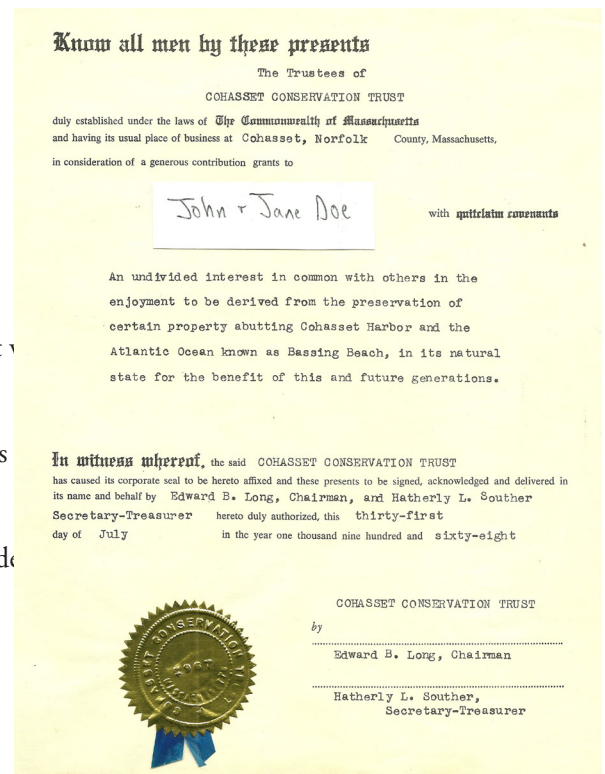 Know all men by these presents
The Trustees of
COHASSET CONSERVATION TRUST
duly established under the laws of The Commonwealth of Massachusetts
and having its usual place of business at Cohasset, Norfolk County, Massachusetts,
in consideration of a generous contribution grants to
John + Jane Doe with quitclaim covenants
An undivided interest in common with others in the
enjoyment to be derived from the preservation of
certain property abutting Cohasset Harbor and the
Atlantic Ocean known as Bassing Beach, in its natural
state for the benefit of this and future generations.
In witness whereof, the said COHASSET CONSERVATION TRUST
has caused its corporate seal to be hereto affixed and these presents to be signed, acknowledged and delivered in
its name and behalf by Edward B. Long, Chairman, and Hatherly L. Souther
Secretary-Treasurer hereto duly authorized, this thirty-first
day of July in the year one thousand nine hundred and sixty-eight
COHASSET CONSERVATION TRUST
by
Edward B. Long, Chairman
Hatherly L. Souther,
Secretary-Treasurer